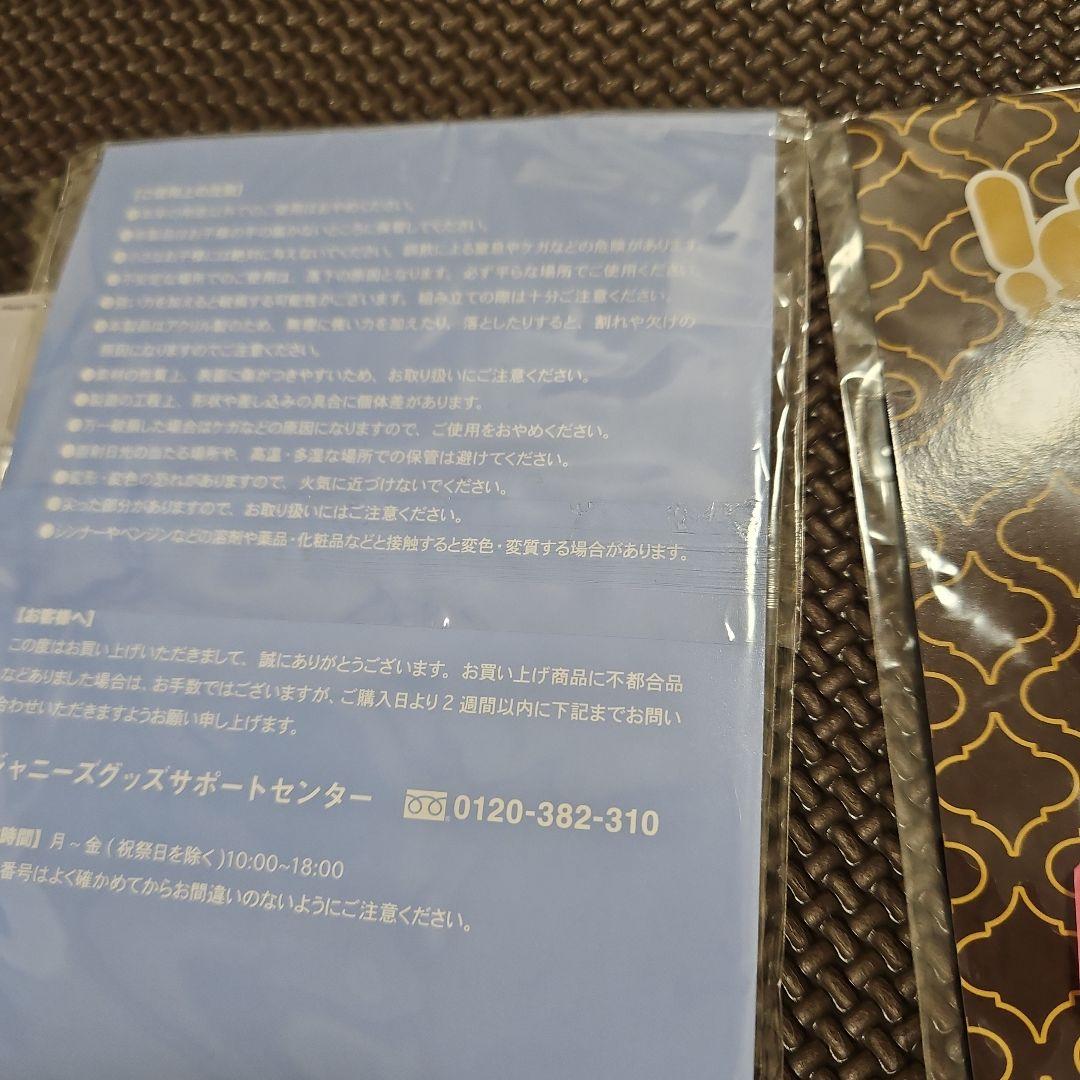 【ご使用上の注意】
●本来の用途以外でのご使用はおやめください。
●本製品はお子様の手の届かないところに保管してください。
●小さなお子様には絶対に与えないでください。誤飲による窒息やケガなどの危険があります。
●不安定な場所でのご使用は、落下の原因となります。必ず平らな場所でご使用ください。
●強い力を加えると破損する可能性がございます。組み立ての際は十分ご注意ください。
●本製品はアクリル製のため、無理に強い力を加えたり、落としたりすると、割れや欠けの
原因になりますのでご注意ください。
●素材の性質上、表面に傷がつきやすいため、お取り扱いにご注意ください。
●製造の工程上、形状や差し込みの具合に個体差があります。
●万一破損した場合はケガなどの原因になりますので、ご使用をおやめください。
●直射日光の当たる場所や、高温・多湿な場所での保管は避けてください。
●変形・変色の恐れがありますので、火気に近づけないでください。
●尖った部分がありますので、お取り扱いにはご注意ください。
●シンナーやベンジンなどの溶剤や薬品・化粧品などと接触すると変色・変質する場合があります。
【お客様へ】
この度はお買い上げいただきまして、誠にありがとうございます。お買い上げ商品に不都合品
などありました場合は、お手数ではございますが、ご購入日より2週間以内に下記までお問い
合わせいただきますようお願い申し上げます。
ジャニーズグッズサポートセンター 0120-382-310
時間】月～金(祝祭日を除く)10:00~18:00
番号はよく確かめてからお間違いのないようにご注意ください。